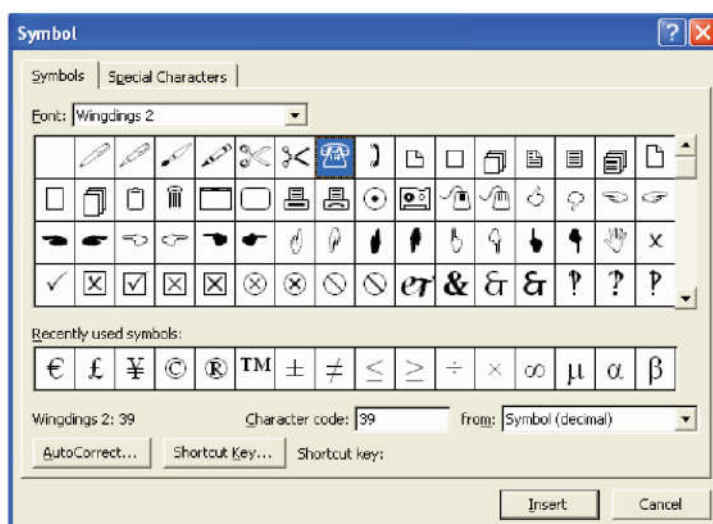 Symbol
Symbols Special Characters
Font: Wingdings 2
Recently used symbols:
€ £ ¥ © ® TM ± ≠ ≤ ≥ ÷ × ∞ µ α β
Wingdings 2: 39 Character code: 39 from: Symbol (decimal)
AutoCorrect... Shortcut Key... Shortcut key:
Insert Cancel